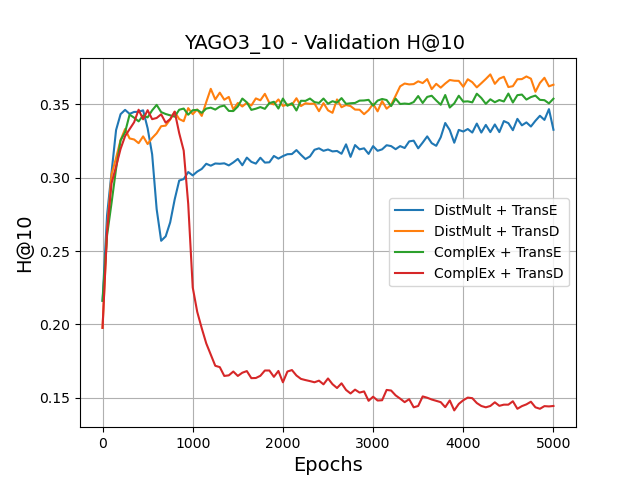 YAGO3_10 - Validation H@10
H@10
0.35
0.30
0.25
0.20
0.15
DistMult + TransE
DistMult + TransD
ComplEx + TransE
ComplEx + TransD
0
1000
2000
3000
4000
5000
Epochs